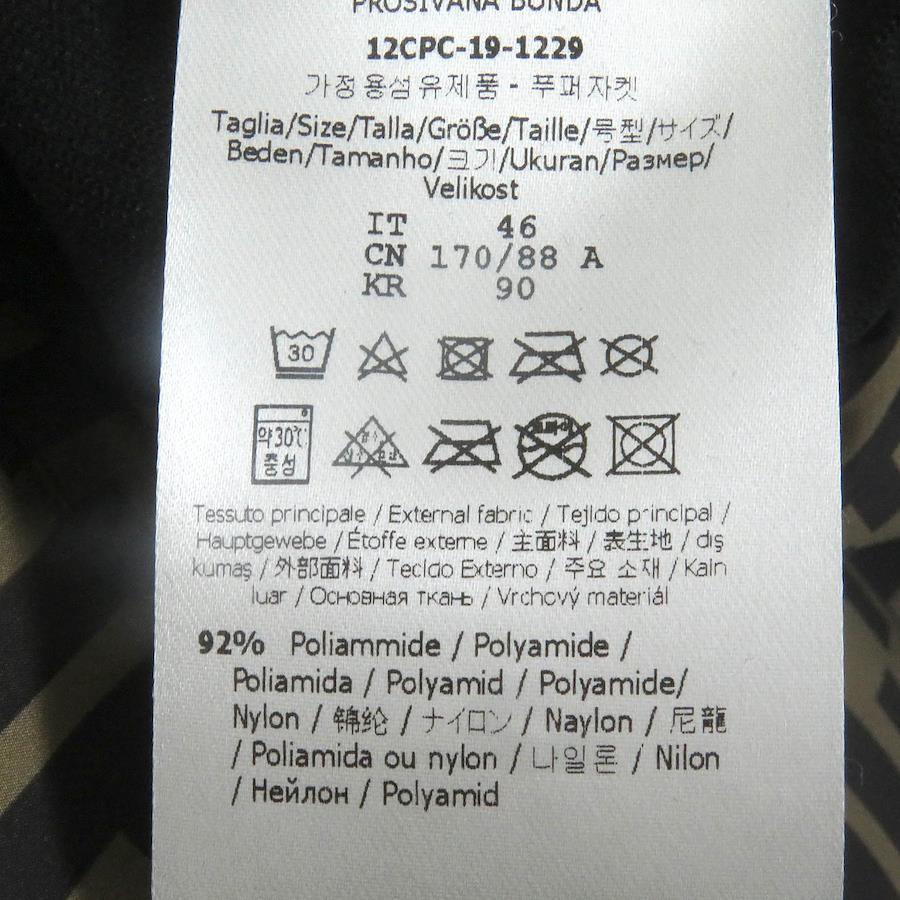 PROSIVANA BUNDA
12CPC-19-1229
가정용섬유제품 - 푸퍼자켓
Taglia/Size/Talla/Größe/Taille/号型/サイズ/
Beden/Tamanho/크기/Ukuran/Размер/
Velikost
IT 46
CN 170/88 A
KR 90
30
약30℃
중성
Tessuto principale / External fabric / Tejido principal /
Hauptgewebe / Étoffe externe / 主面料 / 表生地 / dış
kumaş / 外部面料 / Tecido Externo / 주요 소재 / Kain
luar / Основная ткань / Vrchový materiál
92% Poliammide / Polyamide /
Poliamida / Polyamid / Polyamide/
Nylon / 锦纶 / ナイロン / Naylon / 尼龍
/ Poliamida ou nylon / 나일론 / Nilon
/ Нейлон / Polyamid